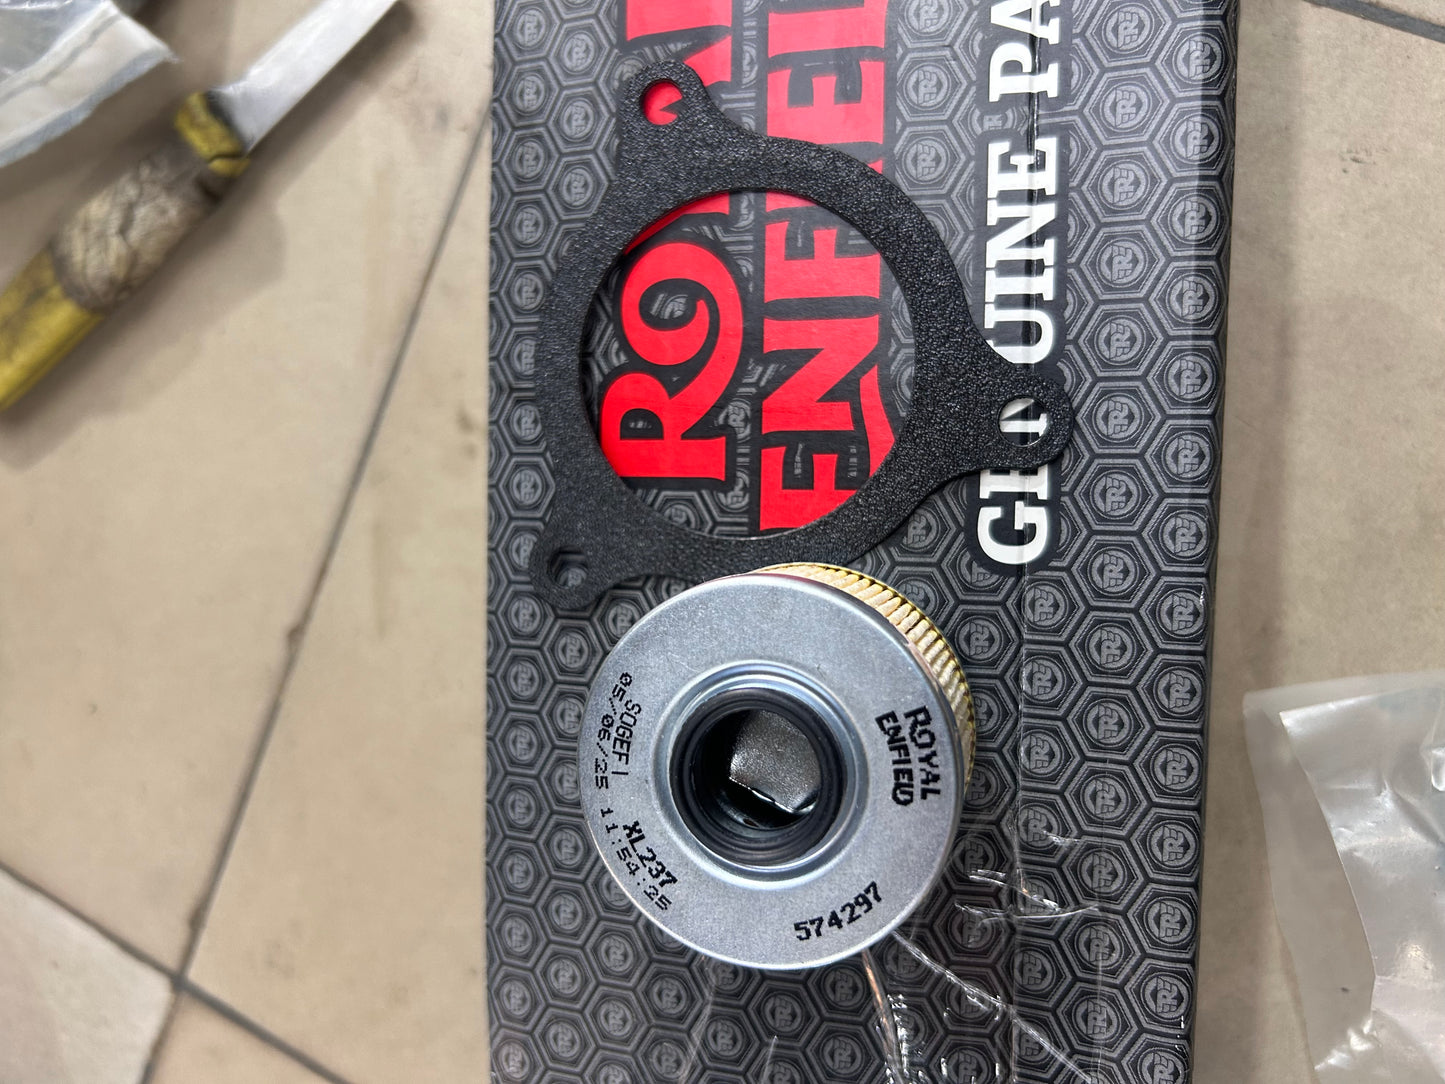 ROYAL
ENFIELD
GENUINE PA
ROYAL
ENFIELD
574297
SOGEFI XL237
05/06/25 11:54:25